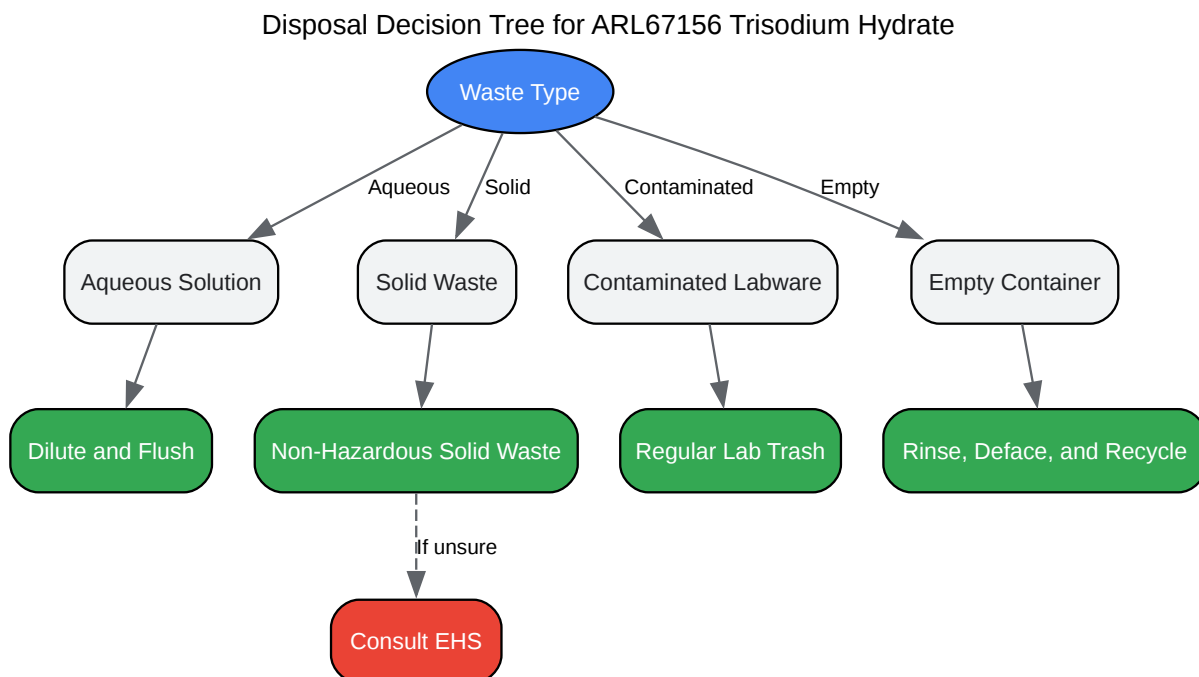 Disposal Decision Tree for ARL67156 Trisodium Hydrate
Waste Type
Aqueous
Solid
Contaminated
Empty
Aqueous Solution
Solid Waste
Contaminated Labware
Empty Container
Dilute and Flush
Non-Hazardous Solid Waste
Regular Lab Trash
Rinse, Deface, and Recycle
If unsure
Consult EHS